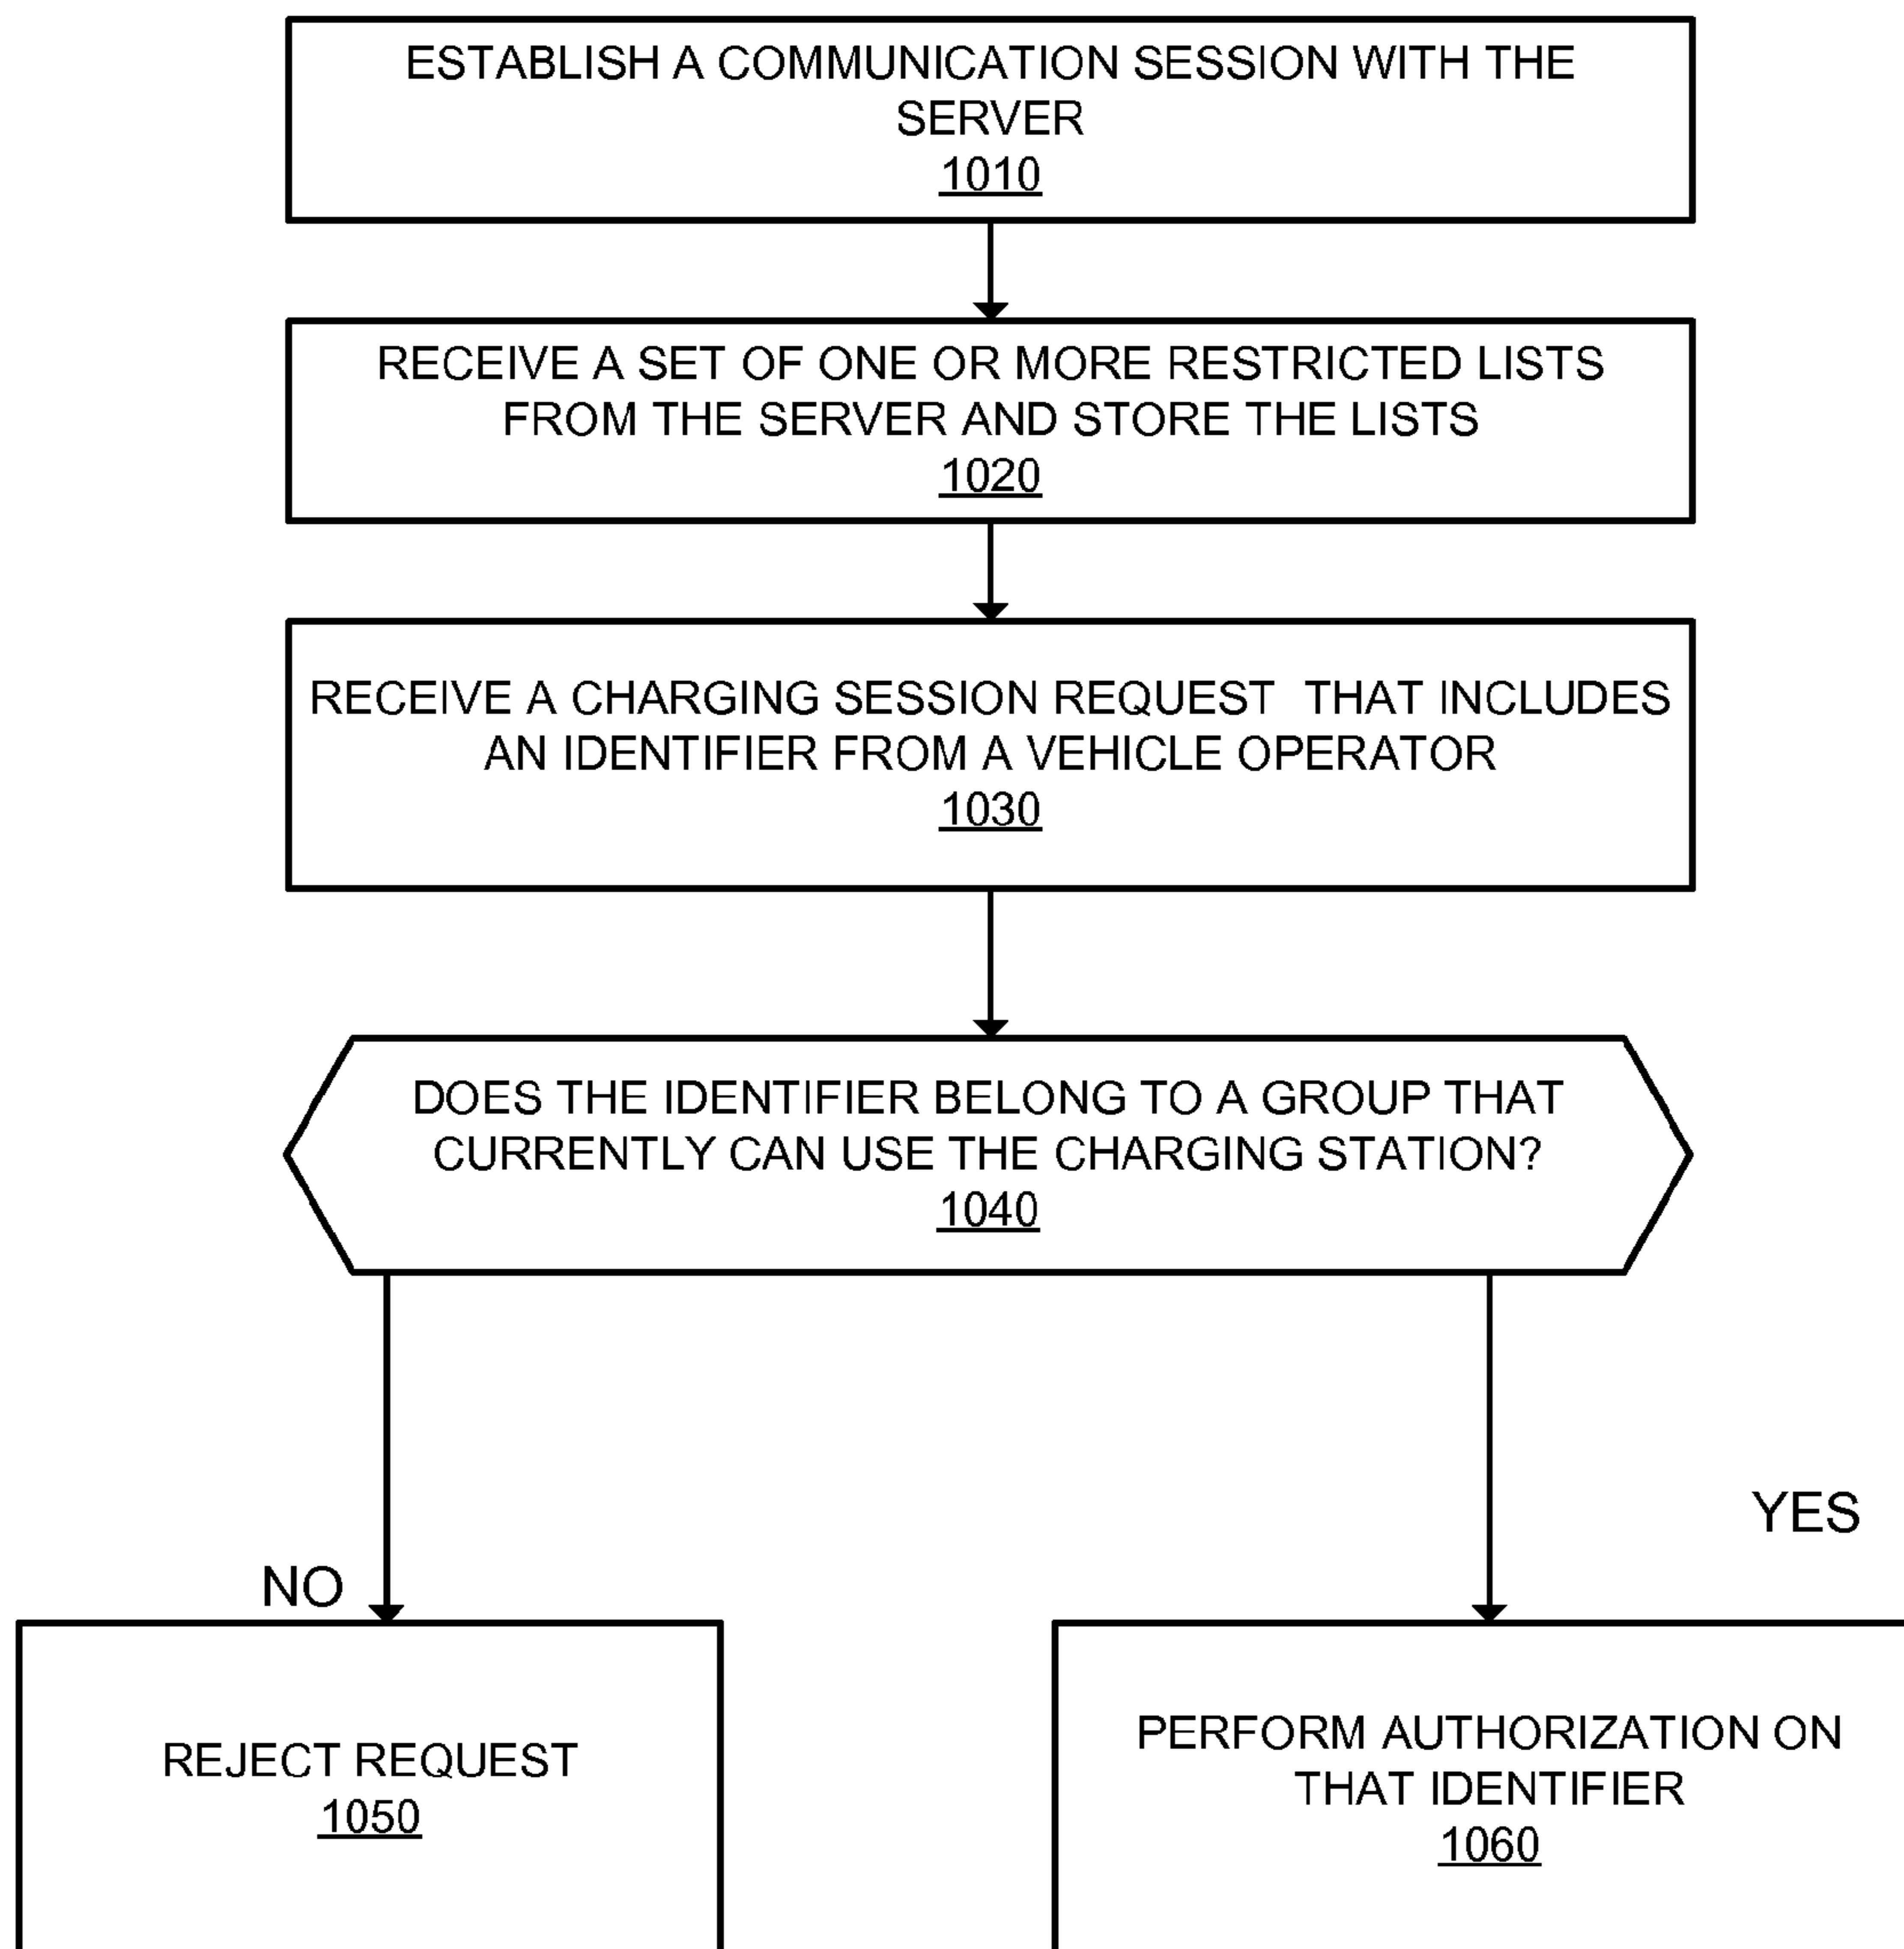 ESTABLISH A COMMUNICATION SESSION WITH THE
SERVER
1010
RECEIVE A SET OF ONE OR MORE RESTRICTED LISTS
FROM THE SERVER AND STORE THE LISTS
1020
RECEIVE A CHARGING SESSION REQUEST THAT INCLUDES
AN IDENTIFIER FROM A VEHICLE OPERATOR
1030
DOES THE IDENTIFIER BELONG TO A GROUP THAT
CURRENTLY CAN USE THE CHARGING STATION?
1040
YES
NO
REJECT REQUEST
1050
PERFORM AUTHORIZATION ON
THAT IDENTIFIER
1060